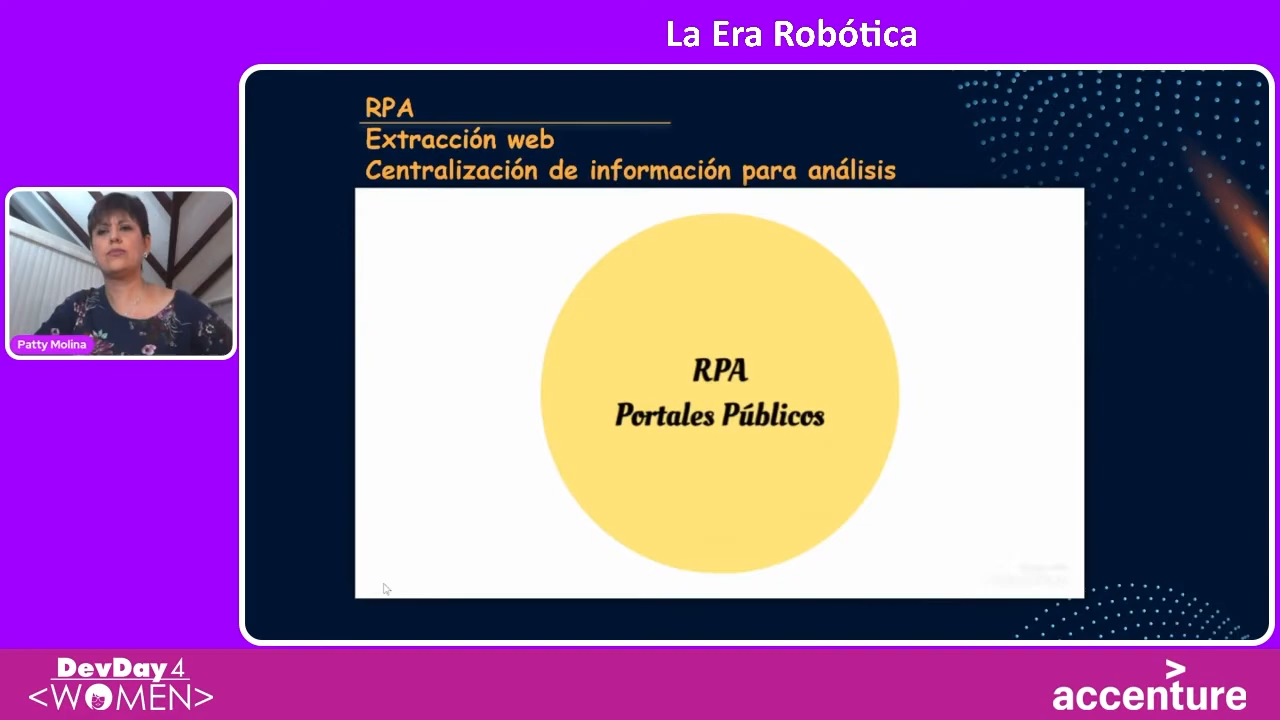 La Era Robótica
RPA
Extracción web
Centralización de información para análisis
RPA
Portales Públicos
Patty Molina
DevDay4
<WOMEN>
>
accenture